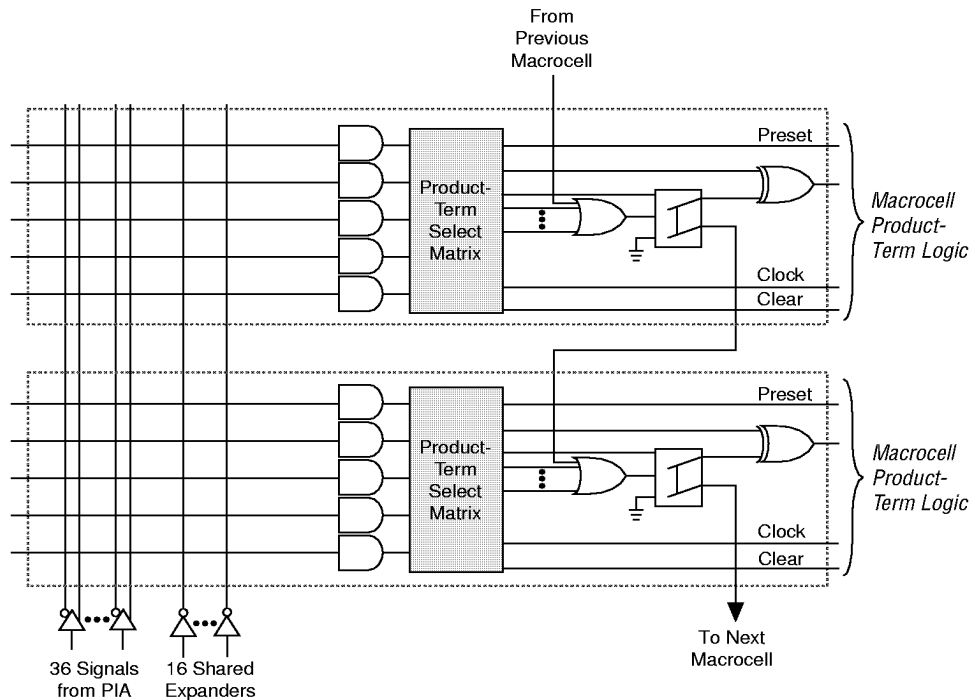 From
Previous
Macrocell
Preset
Product-
Term
Select
Matrix
Macrocell
Product-
Term Logic
Clock
Clear
Preset
Product-
Term
Select
Matrix
Macrocell
Product-
Term Logic
Clock
Clear
36 Signals
from PIA
16 Shared
Expanders
To Next
Macrocell